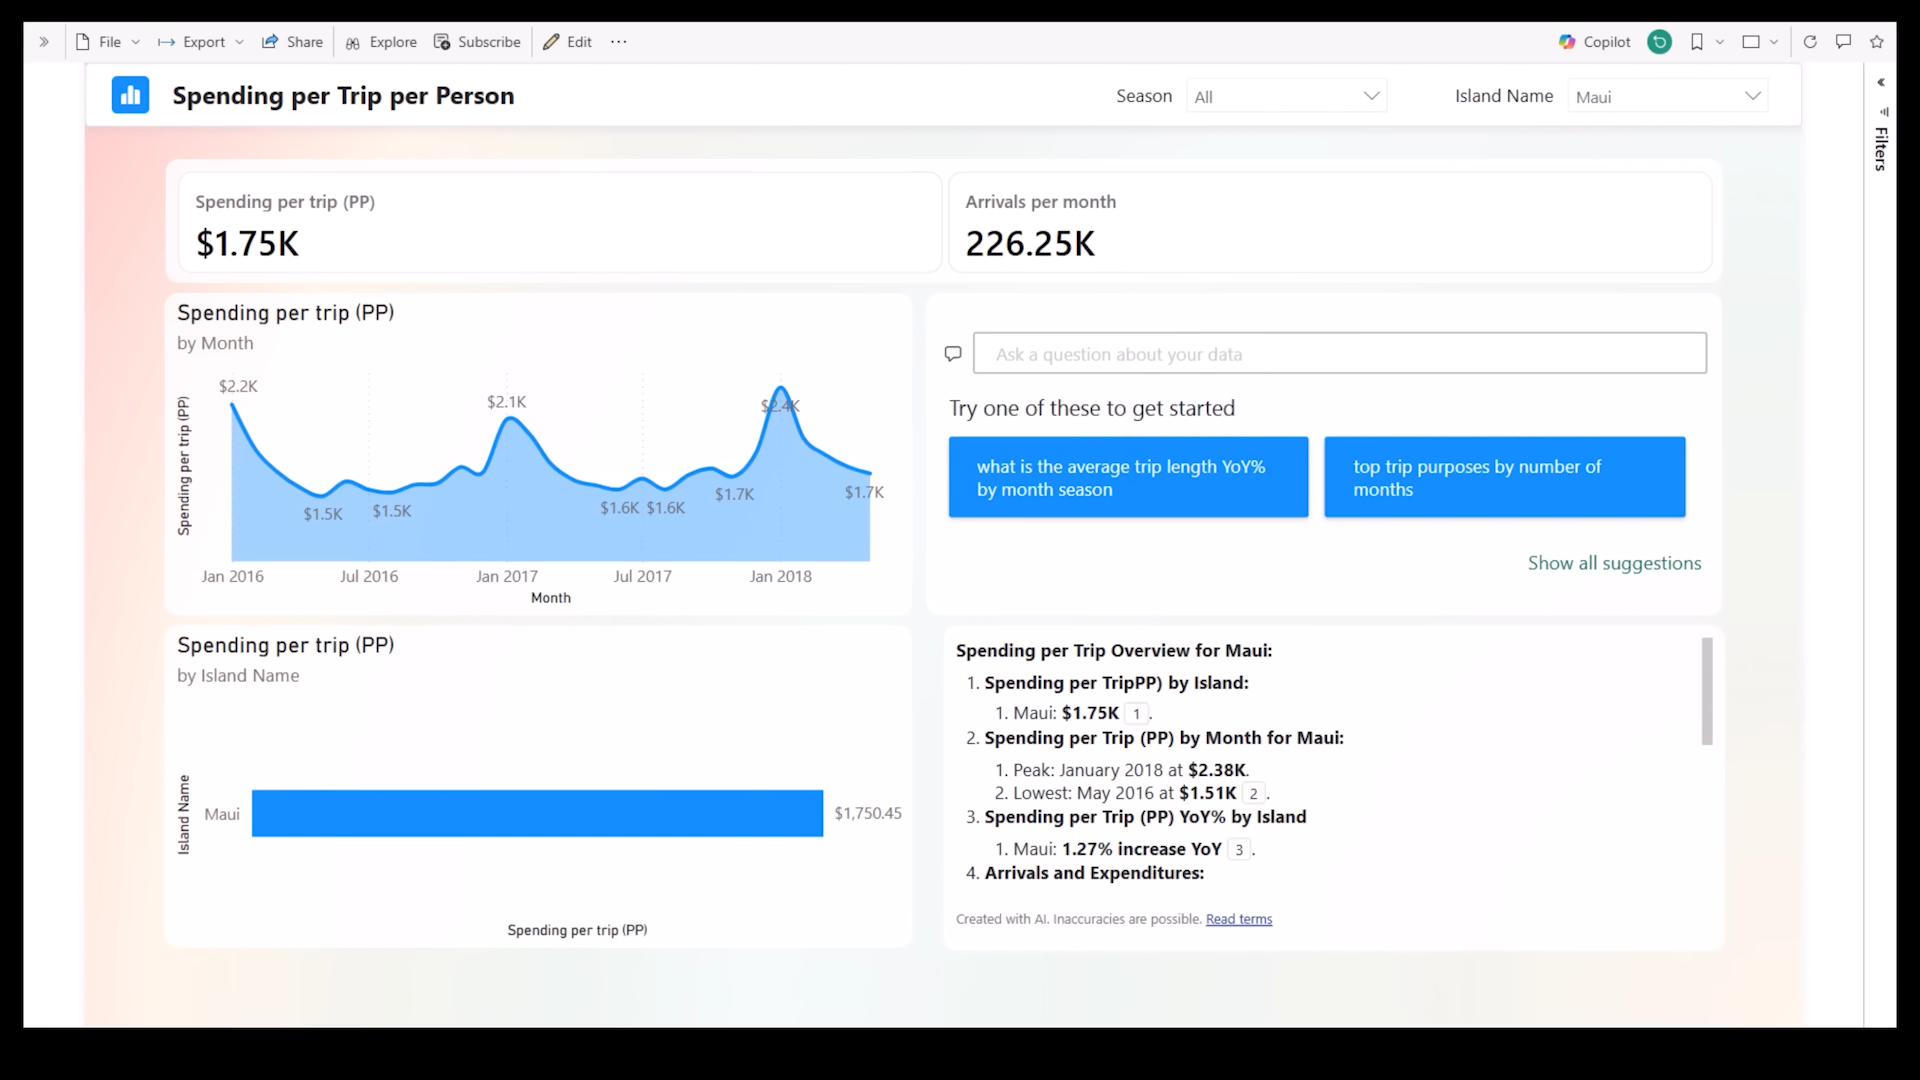 File
Export
Share
Explore
Subscribe
Edit
Copilot
Spending per Trip per Person
Season
All
Island Name
Maui
Filters
Spending per trip (PP)
$1.75K
Arrivals per month
226.25K
Spending per trip (PP)
by Month
Spending per trip (PP)
$2.2K
$2.1K
$2.4K
$1.5K
$1.5K
$1.6K
$1.6K
$1.7K
$1.7K
Jan 2016
Jul 2016
Jan 2017
Jul 2017
Jan 2018
Month
Ask a question about your data
Try one of these to get started
what is the average trip length YoY%
by month season
top trip purposes by number of
months
Show all suggestions
Spending per trip (PP)
by Island Name
Island Name
Maui
$1,750.45
Spending per trip (PP)
Spending per Trip Overview for Maui:
1. Spending per TripPP) by Island:
1. Maui: $1.75K 1.
2. Spending per Trip (PP) by Month for Maui:
1. Peak: January 2018 at $2.38K.
2. Lowest: May 2016 at $1.51K 2.
3. Spending per Trip (PP) YoY% by Island
1. Maui: 1.27% increase YoY 3.
4. Arrivals and Expenditures:
Created with AI. Inaccuracies are possible. Read terms